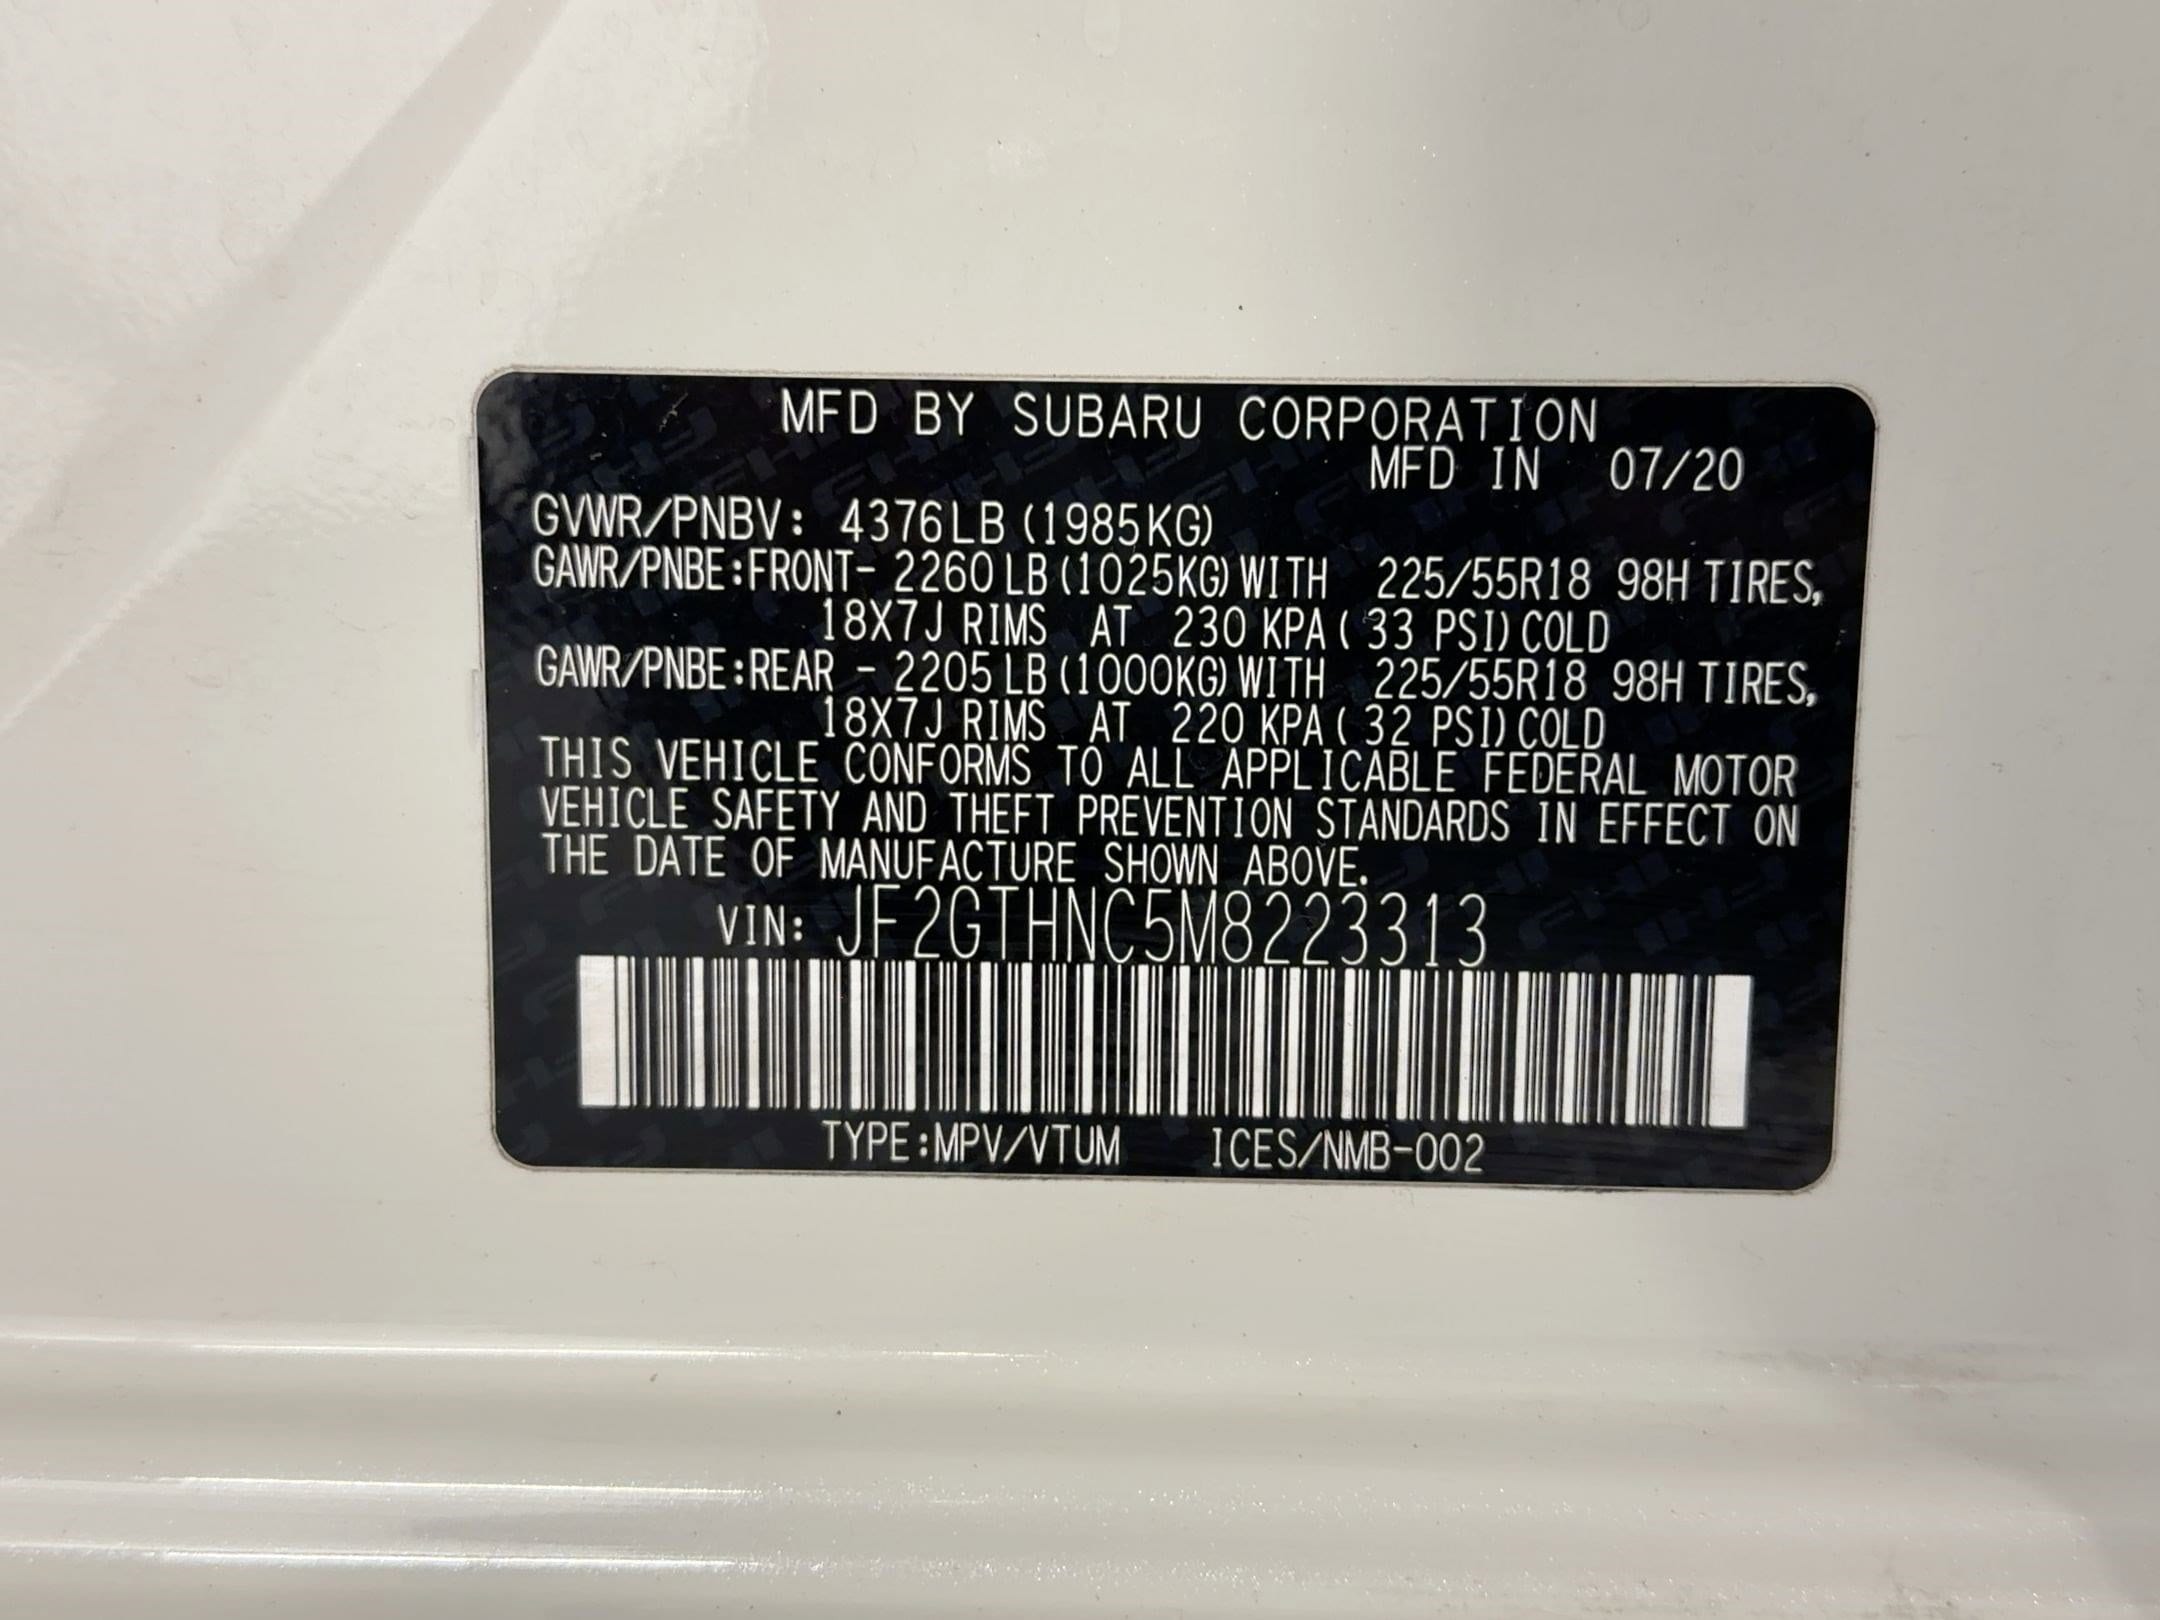 MFD BY SUBARU CORPORATION
MFD IN 07/20
GVWR/PNBV: 4376LB (1985KG)
GAWR/PNBE:FRONT- 2260 LB (1025KG) WITH 225/55R18 98H TIRES,
18X7J RIMS AT 230 KPA ( 33 PSI) COLD
GAWR/PNBE:REAR - 2205 LB (1000KG) WITH 225/55R18 98H TIRES,
18X7J RIMS AT 220 KPA ( 32 PSI) COLD
THIS VEHICLE CONFORMS TO ALL APPLICABLE FEDERAL MOTOR
VEHICLE SAFETY AND THEFT PREVENTION STANDARDS IN EFFECT ON
THE DATE OF MANUFACTURE SHOWN ABOVE.
VIN: JF2GTHNC5M8223313
TYPE:MPV/VTUM ICES/NMB-002